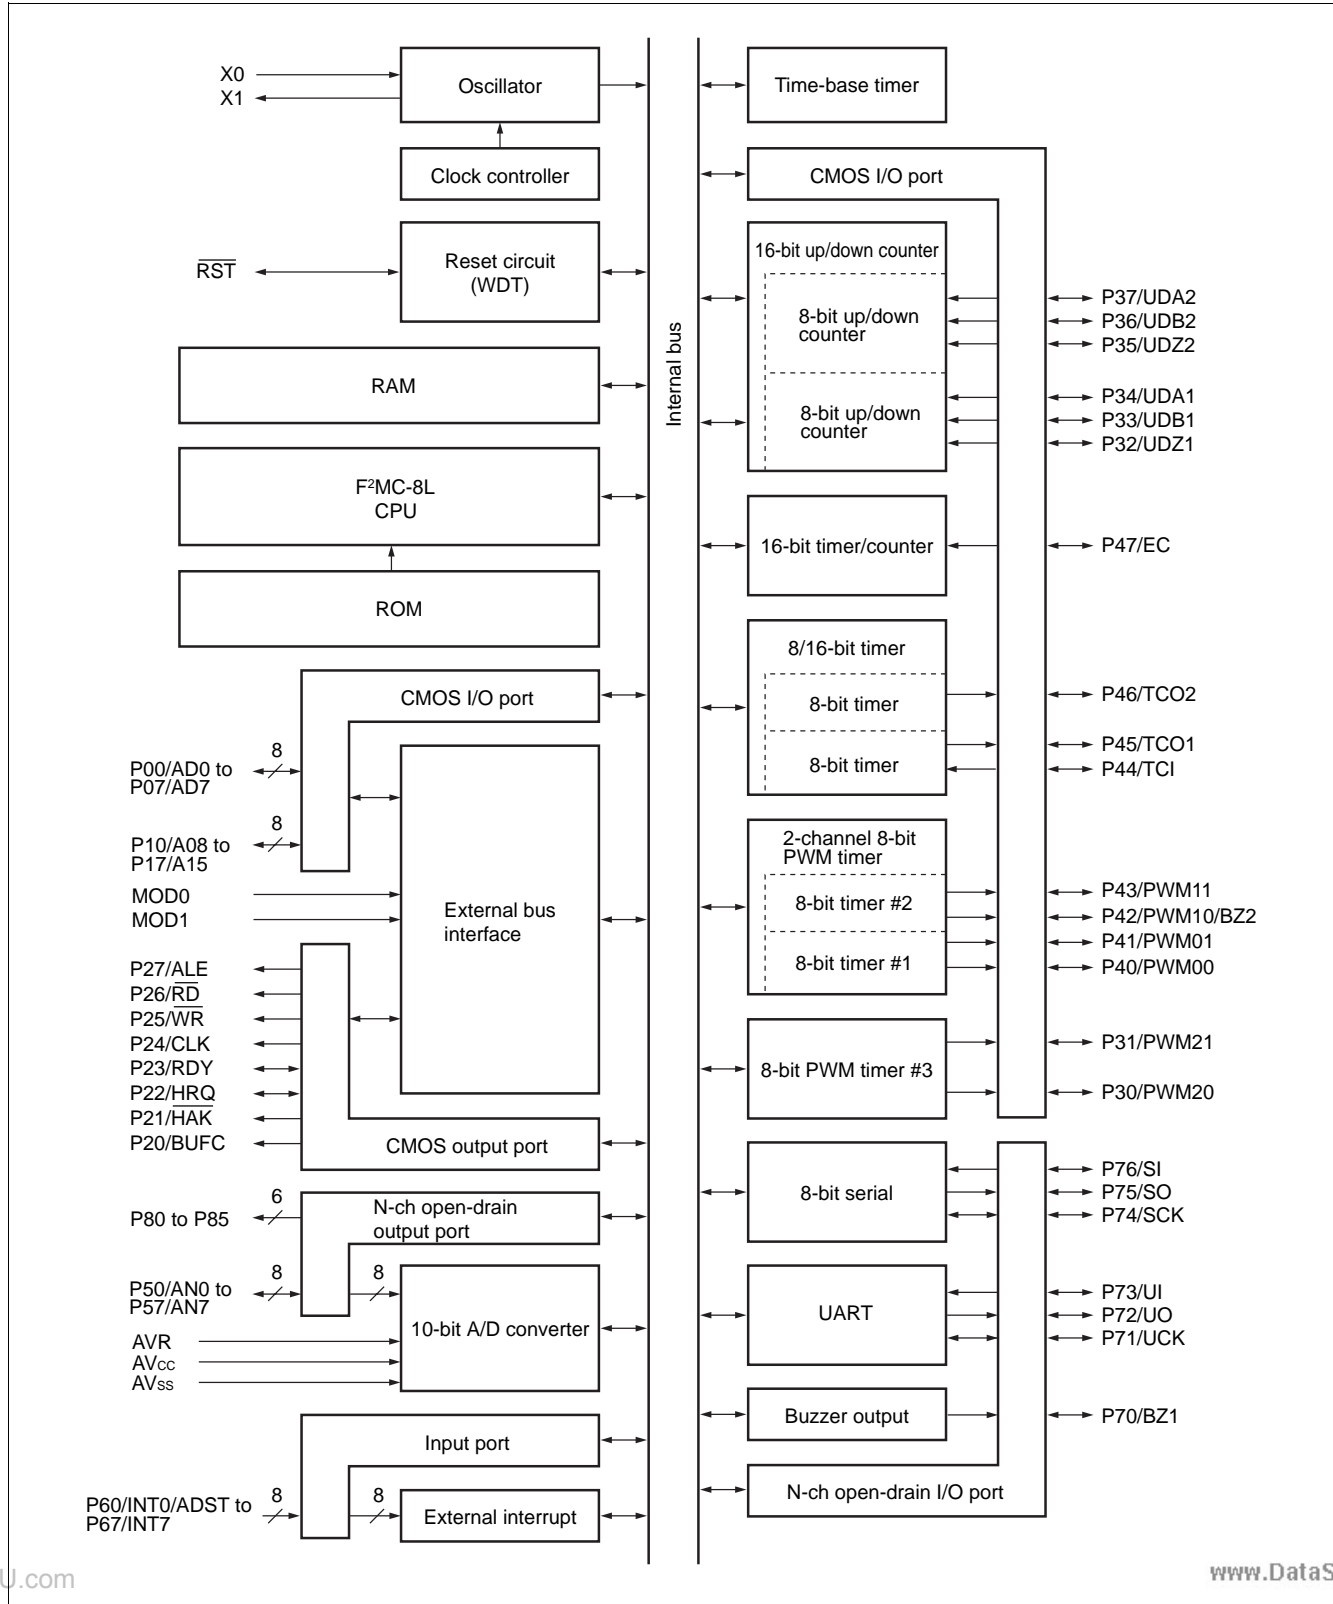 X0
X1
Oscillator
Clock controller
RST
Reset circuit
(WDT)
RAM
F²MC-8L
CPU
ROM
CMOS I/O port
P00/AD0 to
P07/AD7
8
P10/A08 to
P17/A15
8
MOD0
MOD1
External bus
interface
P27/ALE
P26/RD
P25/WR
P24/CLK
P23/RDY
P22/HRQ
P21/HAK
P20/BUFC
CMOS output port
P80 to P85
6
N-ch open-drain
output port
P50/AN0 to
P57/AN7
8
8
10-bit A/D converter
AVR
AVCC
AVSS
Input port
P60/INT0/ADST to
P67/INT7
8
8
External interrupt
Internal bus
Time-base timer
CMOS I/O port
16-bit up/down counter
8-bit up/down
counter
8-bit up/down
counter
P37/UDA2
P36/UDB2
P35/UDZ2
P34/UDA1
P33/UDB1
P32/UDZ1
16-bit timer/counter
P47/EC
8/16-bit timer
8-bit timer
8-bit timer
P46/TCO2
P45/TCO1
P44/TCI
2-channel 8-bit
PWM timer
8-bit timer #2
8-bit timer #1
P43/PWM11
P42/PWM10/BZ2
P41/PWM01
P40/PWM00
8-bit PWM timer #3
P31/PWM21
P30/PWM20
8-bit serial
P76/SI
P75/SO
P74/SCK
UART
P73/UI
P72/UO
P71/UCK
Buzzer output
P70/BZ1
N-ch open-drain I/O port
U.com
www.DataS